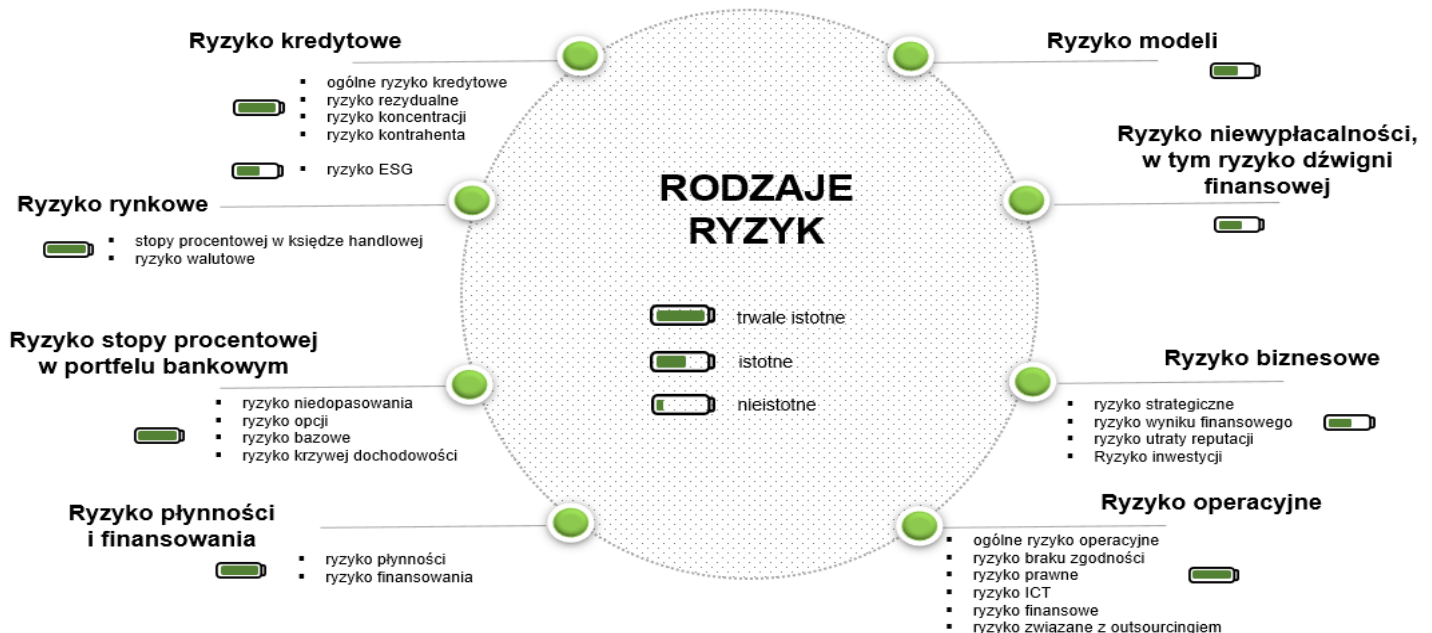 Ryzyko kredytowe
▪ ogólne ryzyko kredytowe
▪ ryzyko rezydualne
▪ ryzyko koncentracji
▪ ryzyko kontrahenta
▪ ryzyko ESG
Ryzyko rynkowe
▪ stopy procentowej w księdze handlowej
▪ ryzyko walutowe
Ryzyko stopy procentowej
w portfelu bankowym
▪ ryzyko niedopasowania
▪ ryzyko opcji
▪ ryzyko bazowe
▪ ryzyko krzywej dochodowości
Ryzyko płynności
i finansowania
▪ ryzyko płynności
▪ ryzyko finansowania
RODZAJE
RYZYK
trwale istotne
istotne
nieistotne
Ryzyko modeli
Ryzyko niewypłacalności,
w tym ryzyko dźwigni
finansowej
Ryzyko biznesowe
▪ ryzyko strategiczne
▪ ryzyko wyniku finansowego
▪ ryzyko utraty reputacji
▪ Ryzyko inwestycji
Ryzyko operacyjne
▪ ogólne ryzyko operacyjne
▪ ryzyko braku zgodności
▪ ryzyko prawne
▪ ryzyko ICT
▪ ryzyko finansowe
▪ ryzyko związane z outsourcingiem